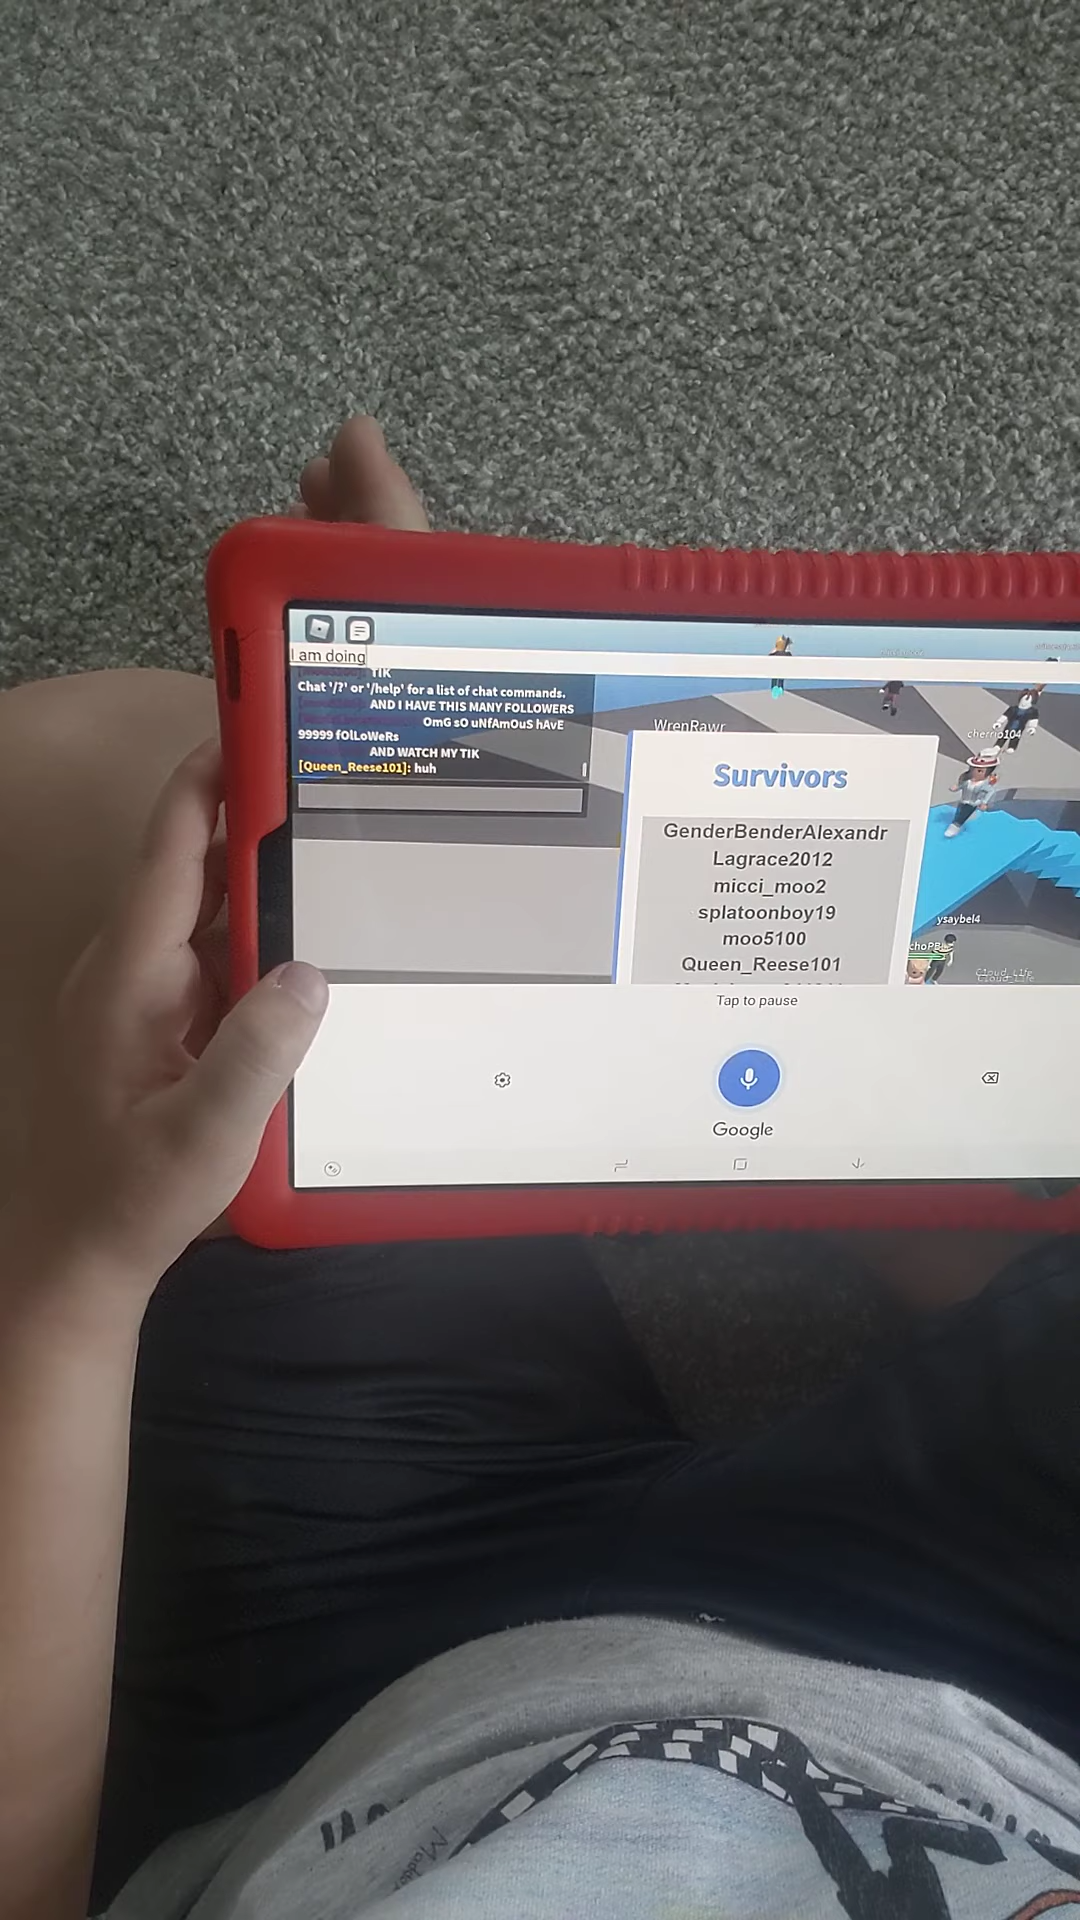 I am doing
TIK
Chat '/?' or '/help' for a list of chat commands.
AND I HAVE THIS MANY FOLLOWERS
OmG sO uNfAmOuS hAvE
99999 fOlLoWeRs
AND WATCH MY TIK
[Queen_Reese101]: huh
WrenRawr
cherrio104
Survivors
GenderBenderAlexandr
Lagrace2012
micci_moo2
splatoonboy19
moo5100
Queen_Reese101
ysaybel4
choPB
Cloud_L1fe
Tap to pause
Google